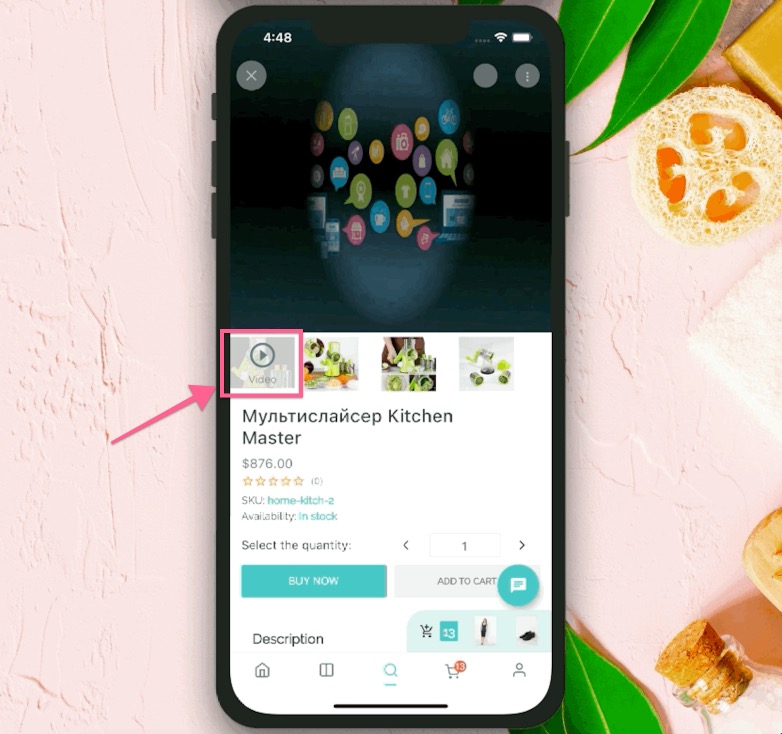 4:48
Video
Мультислайсер Kitchen
Master
$876.00
(0)
SKU: home-kitch-2
Availability: In stock
Select the quantity:
1
BUY NOW
ADD TO CART
13
Description
13